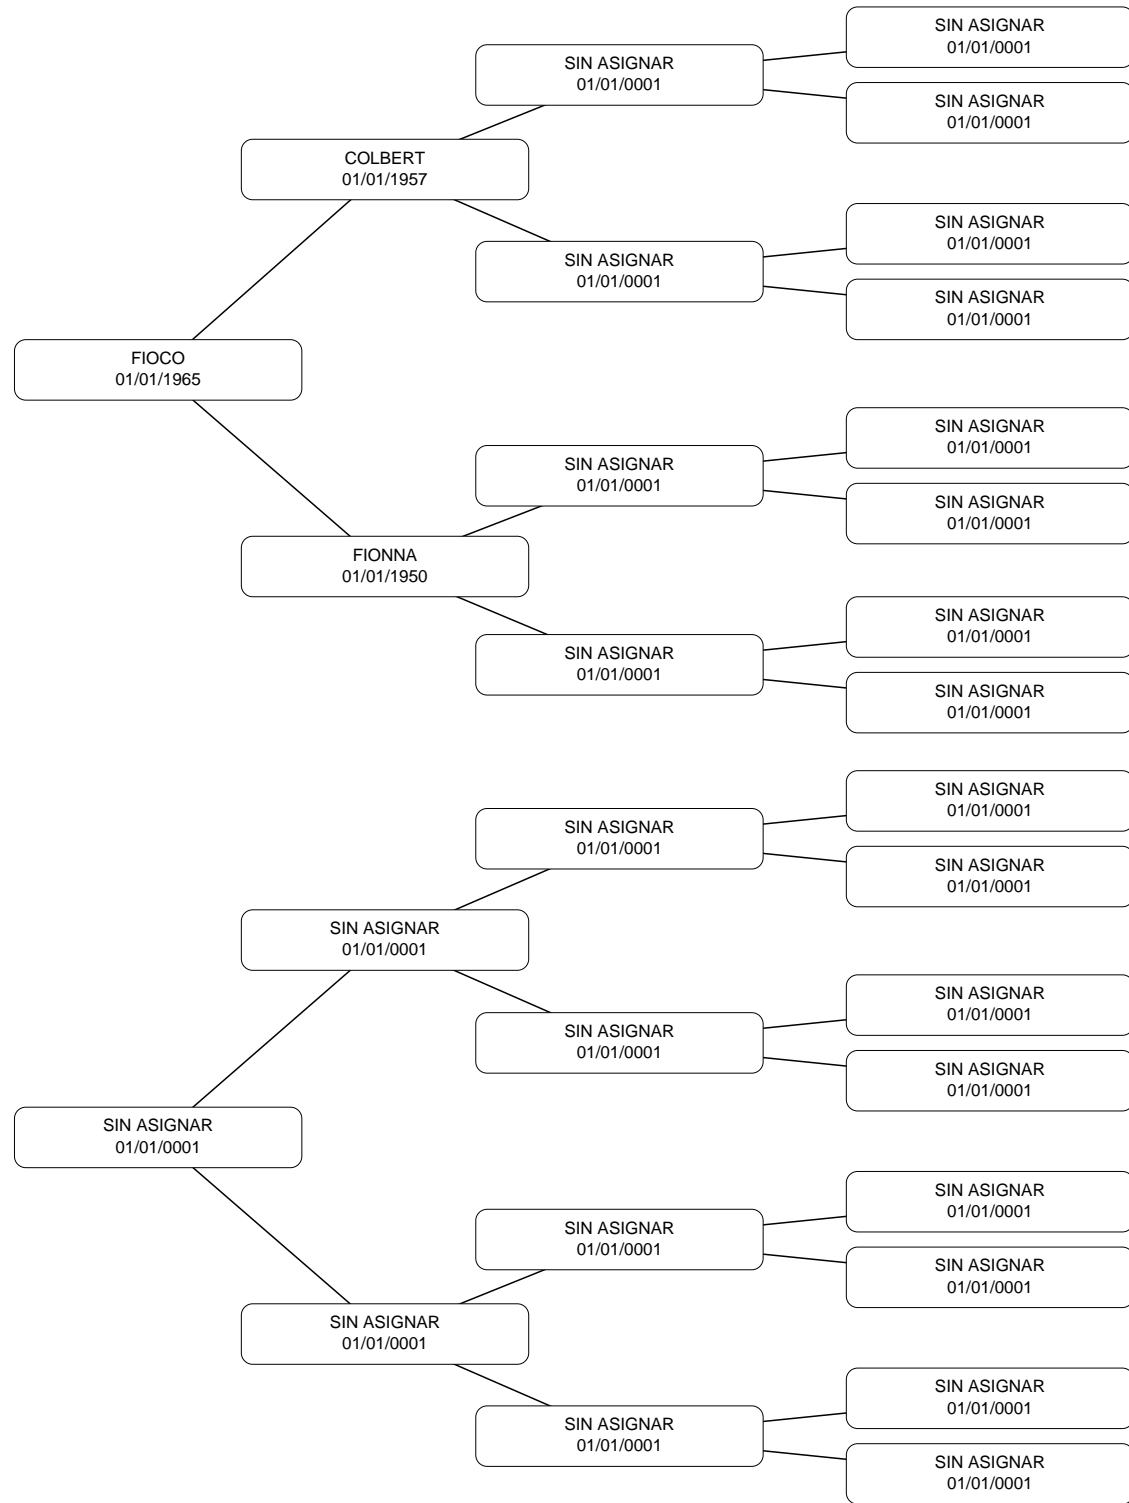 SIN ASIGNAR
01/01/0001
SIN ASIGNAR
01/01/0001
SIN ASIGNAR
01/01/0001
COLBERT
01/01/1957
SIN ASIGNAR
01/01/0001
SIN ASIGNAR
01/01/0001
SIN ASIGNAR
01/01/0001
FIOCO
01/01/1965
SIN ASIGNAR
01/01/0001
SIN ASIGNAR
01/01/0001
SIN ASIGNAR
01/01/0001
FIONNA
01/01/1950
SIN ASIGNAR
01/01/0001
SIN ASIGNAR
01/01/0001
SIN ASIGNAR
01/01/0001
SIN ASIGNAR
01/01/0001
SIN ASIGNAR
01/01/0001
SIN ASIGNAR
01/01/0001
SIN ASIGNAR
01/01/0001
SIN ASIGNAR
01/01/0001
SIN ASIGNAR
01/01/0001
SIN ASIGNAR
01/01/0001
SIN ASIGNAR
01/01/0001
SIN ASIGNAR
01/01/0001
SIN ASIGNAR
01/01/0001
SIN ASIGNAR
01/01/0001
SIN ASIGNAR
01/01/0001
SIN ASIGNAR
01/01/0001
SIN ASIGNAR
01/01/0001
SIN ASIGNAR
01/01/0001